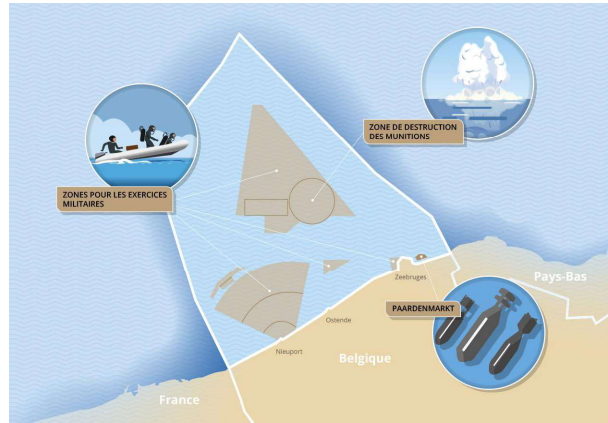 ZONE DE DESTRUCTION
DES MUNITIONS
ZONES POUR LES EXERCICES
MILITAIRES
Zeebruges
Pays-Bas
PAARDENMARKT
Ostende
Nieuport
Belgique
France